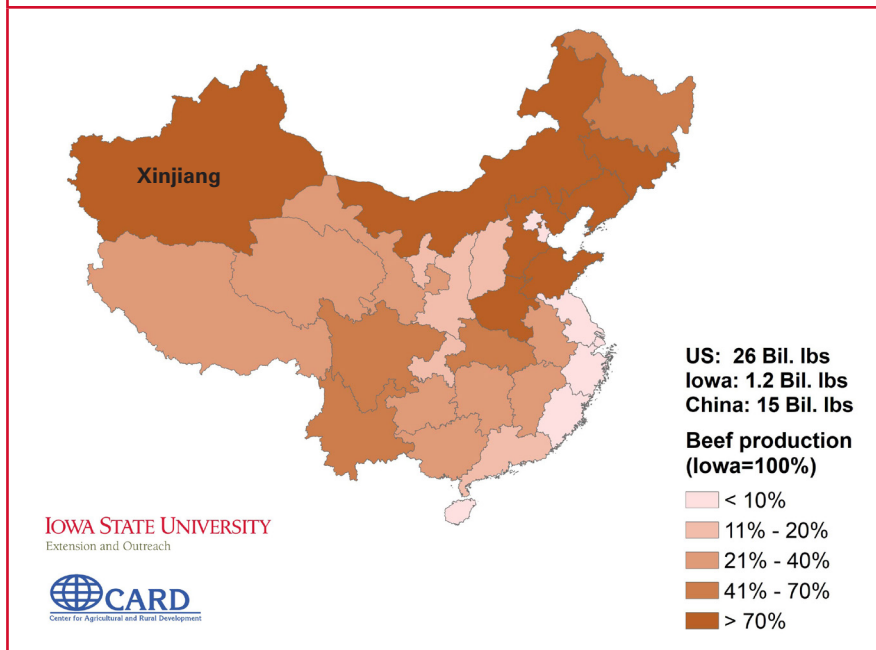 Xinjiang
US: 26 Bil. lbs
Iowa: 1.2 Bil. lbs
China: 15 Bil. lbs
Beef production
(Iowa=100%)
< 10%
11% - 20%
21% - 40%
41% - 70%
> 70%
IOWA STATE UNIVERSITY
Extension and Outreach
CARD
Center for Agricultural and Rural Development